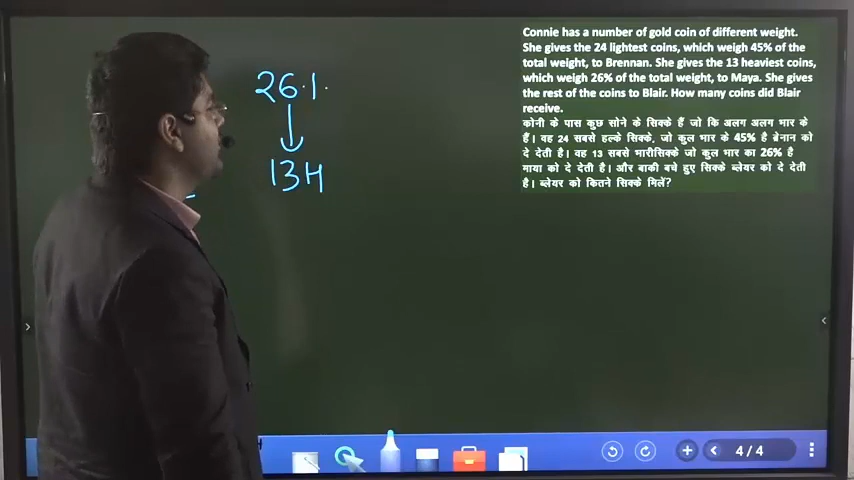 26·1·
13H
Connie has a number of gold coin of different weight.
She gives the 24 lightest coins, which weigh 45% of the
total weight, to Brennan. She gives the 13 heaviest coins,
which weigh 26% of the total weight, to Maya. She gives
the rest of the coins to Blair. How many coins did Blair
receive.
कोनी के पास कुछ सोने के सिक्के हैं जो कि अलग अलग भार के
हैं। वह 24 सबसे हल्के सिक्के, जो कुल भार के 45% है ब्रेनान को
दे देती है। वह 13 सबसे भारीसिक्के जो कुल भार का 26% है
माया को दे देती है। और बाकी बचे हुए सिक्के ब्लेयर को दे देती
है। ब्लेयर को कितने सिक्के मिलें?
4/4